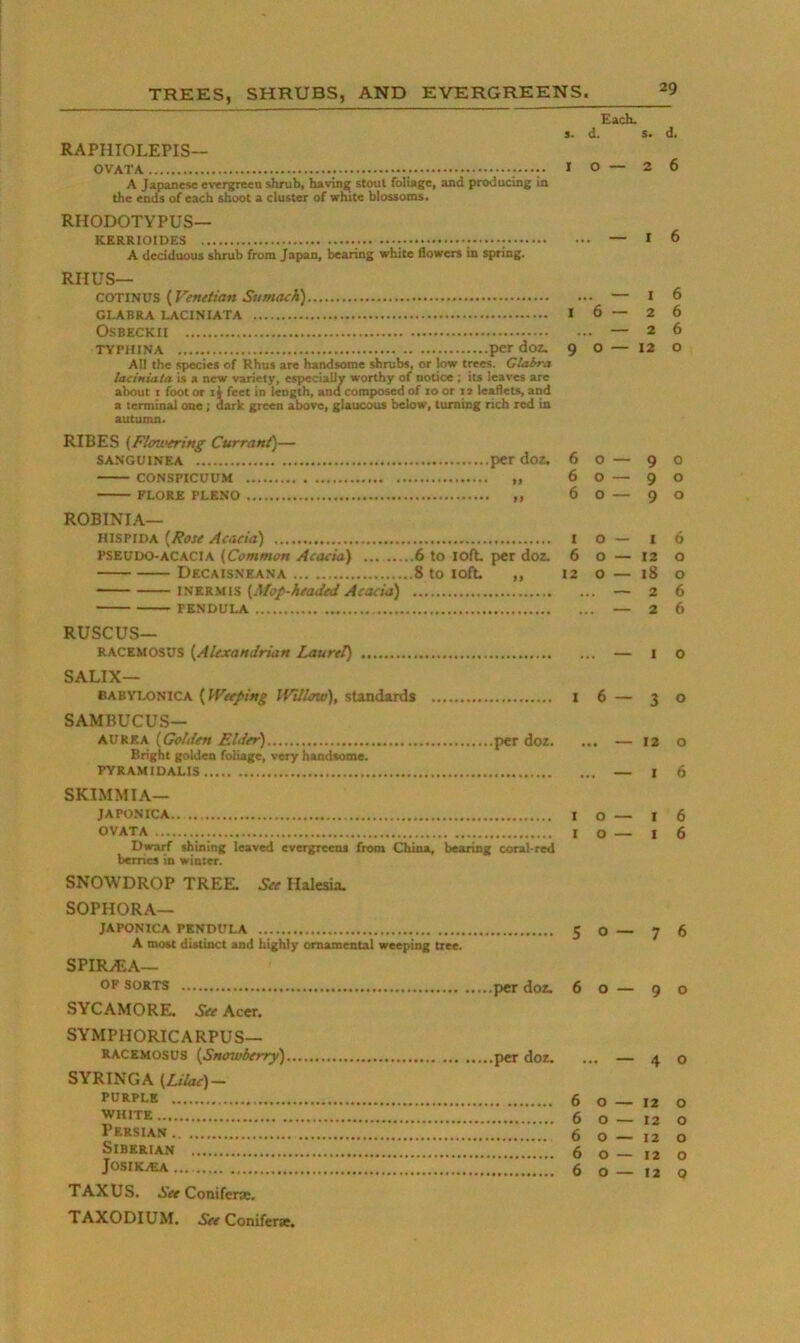 TREES, SHRUBS, AND EVERGREENS. 29
Each.
s. d. s. d.
RAPHIOLEPIS—
OVATA ... 1 0 — 2 6
A Japanese evergreen shrub, having stout foliage, and producing in
the ends of each shoot a cluster of white blossoms.
RHODOTYPUS—
KERRIOIDES ... ... — 1 6
A deciduous shrub from Japan, bearing white flowers in spring.
RHUS—
COTINUS (Venetian Sumach) ... ... — 1 6
GLABRA LACINIATA ... 1 6 — 2 6
OSBECKII ... ... — 2 6
TYPHINA ... per doz. 9 0 — 12 0
All the species of Rhus are handsome shrubs, or low trees. Glabra
laciniata is a new variety, especially worthy of notice; its leaves are
about 1 foot or 1½ feet in length, and composed of 10 or 12 leaflets, and
a terminal one; dark green above, glaucous below, turning rich red in
autumn.
RIBES (Flowering Currant)—
SANGUINEA ... per doz. 6 0 — 9 0
—— CONSPICUUM ... ,, 6 0 — 9 0
—— FLORE PLENO ... ,, 6 0 — 9 0
ROBINIA—
HISPIDA (Rose Acacia) ... 1 0 — 1 6
PSEUDO-ACACIA (Common Acacia) ... 6 to 10ft. per doz. 6 0 — 12 0
—— —— DECAISNEANA ... 8 to 10ft. ,, 12 0 — 18 0
—— —— INERMIS (Mop-headed Acacia) ... ... — 2 6
—— —— PENDULA ... ... — 2 6
RUSCUS—
RACEMOSUS (Alexandrian Laurel) ... ... — 1 0
SALIX—
BABYLONICA (Weeping Willow), standards ... 1 6 — 3 0
SAMBUCUS—
AUREA (Golden Elder) ... per doz. ... — 12 0
Bright golden foliage, very handsome.
PYRAMIDALIS ... ... — 1 6
SKIMMIA—
JAPONICA ... 1 0 — 1 6
OVATA ... 1 0 — 1 6
Dwarf shining leaved evergreens from China, bearing coral-red
berries in winter.
SNOWDROP TREE. See Halesia.
SOPHORA—
JAPONICA PENDULA ... 5 0 — 7 6
A most distinct and highly ornamental weeping tree.
SPIRÆA—
OF SORTS ... per doz. 6 0 — 9 0
SYCAMORE. See Acer.
SYMPHORICARPUS—
RACEMOSUS (Snowberry) ... per doz. ... — 4 0
SYRINGA (Lilac)—
PURPLE ... 6 0 — 12 0
WHITE ... 6 0 — 12 0
PERSIAN ... 6 0 — 12 0
SIBERIAN ... 6 0 — 12 0
JOSIKÆA ... 6 0 — 12 0
TAXUS. See Coniferæ.
TAXODIUM. See Coniferæ.